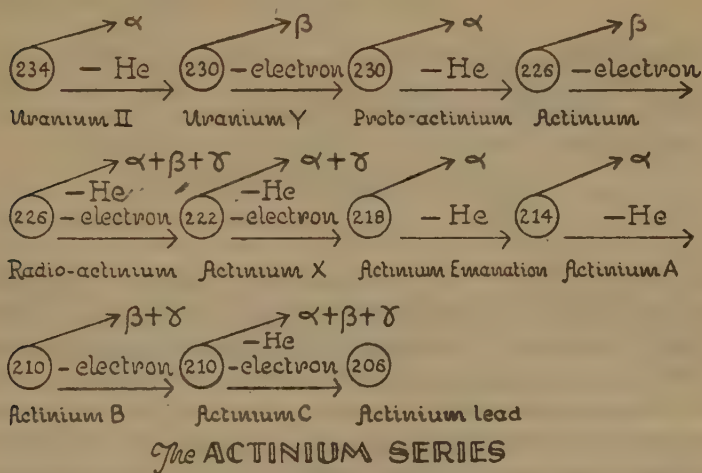 α β α β
234 – He 230 – electron 230 – He 226 – electron
Uranium II Uranium Y Proto-actinium Actinium
α+β+γ α+γ α α
– He – He
226 – electron 222 – electron 218 – He 214 – He
Radio-actinium Actinium X Actinium Emanation Actinium A
β+γ α+β+γ
– He
210 – electron 210 – electron 206
Actinium B Actinium C Actinium lead
The ACTINIUM SERIES